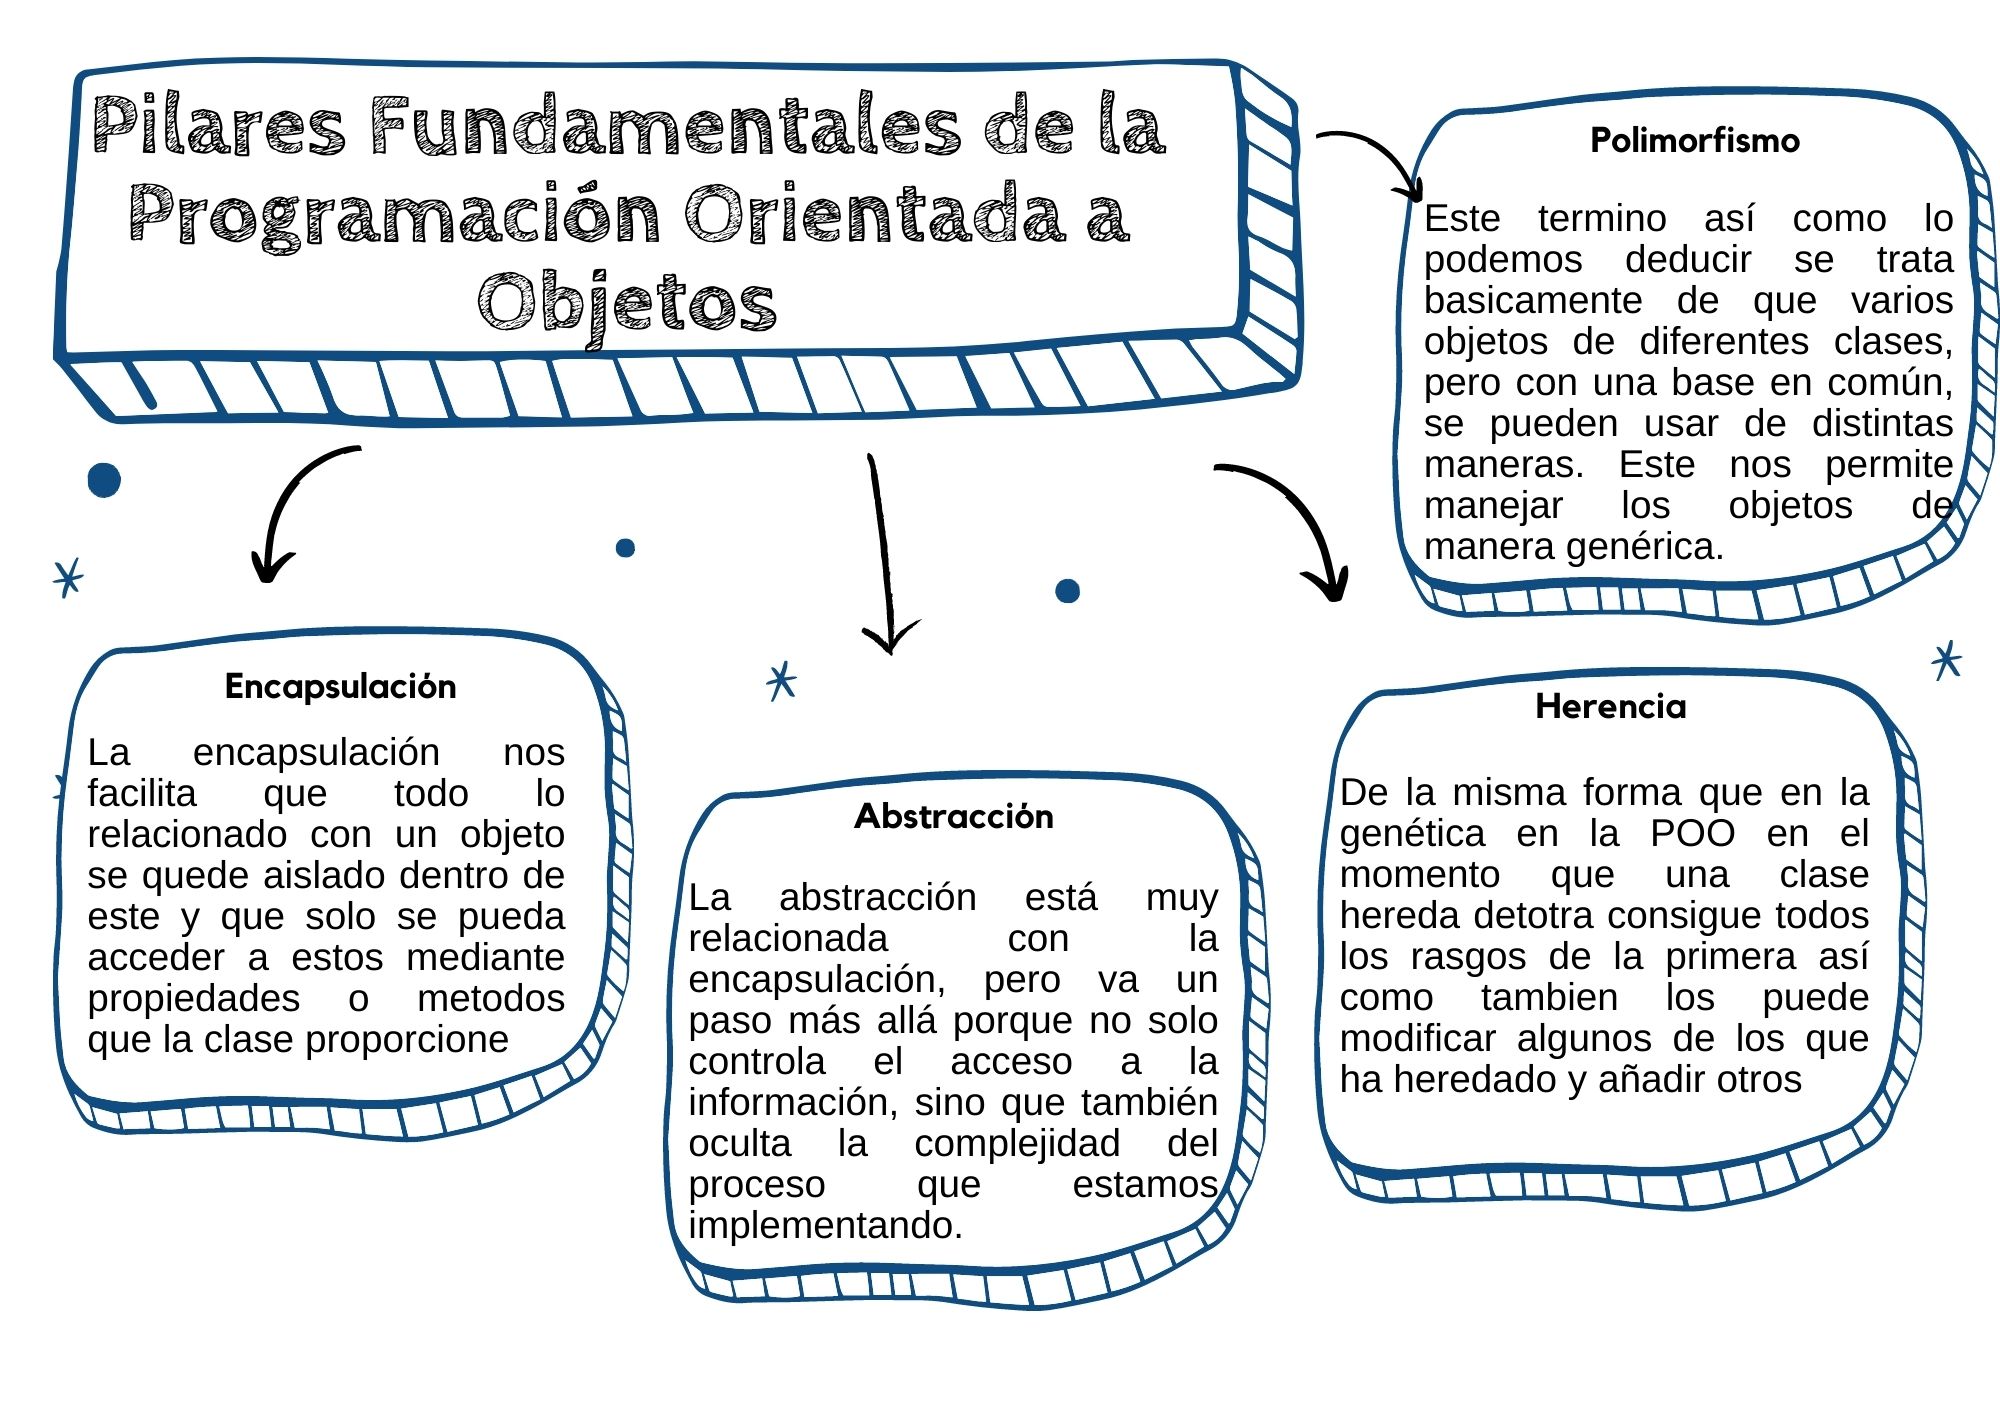 Pilares Fundamentales de la
Programación Orientada a
Objetos
Polimorfismo
Este termino así como lo
podemos deducir se trata
basicamente de que varios
objetos de diferentes clases,
pero con una base en común,
se pueden usar de distintas
maneras. Este nos permite
manejar los objetos de
manera genérica.
Encapsulación
La encapsulación nos
facilita que todo lo
relacionado con un objeto
se quede aislado dentro de
este y que solo se pueda
acceder a estos mediante
propiedades o metodos
que la clase proporcione
Abstracción
La abstracción está muy
relacionada con la
encapsulación, pero va un
paso más allá porque no solo
controla el acceso a la
información, sino que también
oculta la complejidad del
proceso que estamos
implementando.
Herencia
De la misma forma que en la
genética en la POO en el
momento que una clase
hereda detotra consigue todos
los rasgos de la primera así
como tambien los puede
modificar algunos de los que
ha heredado y añadir otros